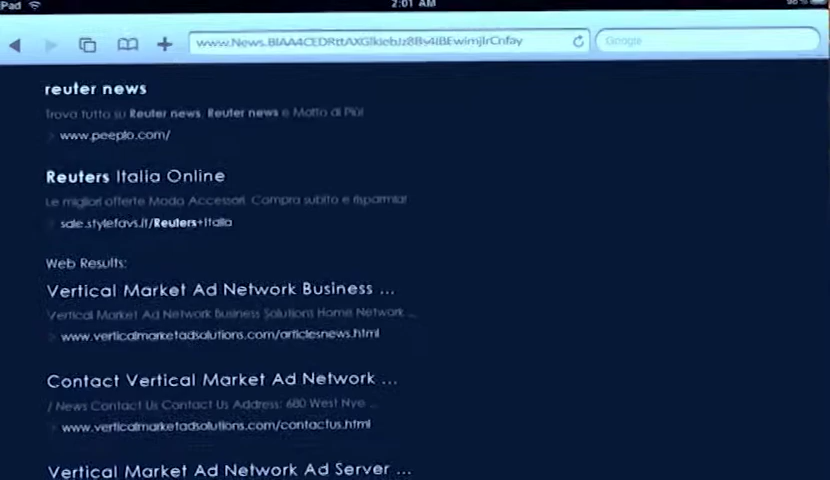 iPad 2:01 AM
Google
reuter news
Trova tutto su Reuter news. Reuter news e Molto di Più!
www.peeplo.com/
Reuters Italia Online
Le migliori offerte Moda Accessori. Compra subito e risparmia!
sale.stylefavs.it/Reuters+Italia
Web Results:
Vertical Market Ad Network Business ...
Vertical Market Ad Network Business Solutions Home Network ...
www.verticalmarketadsolutions.com/articlesnews.html
Contact Vertical Market Ad Network ...
/ News Contact Us Contact Us Address: 680 West Nye ...
www.verticalmarketadsolutions.com/contactus.html
Vertical Market Ad Network Ad Server ...